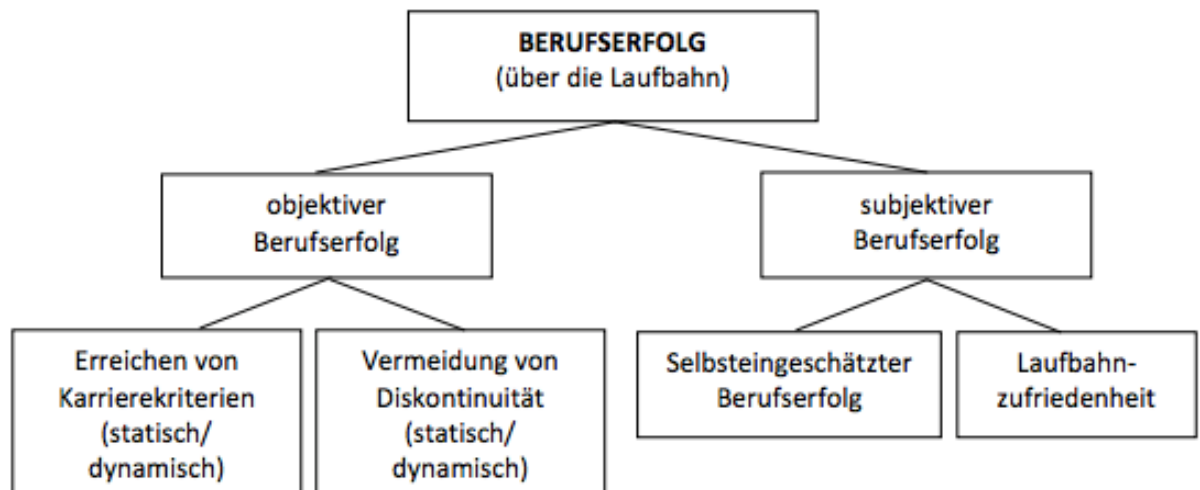 BERUFSERFOLG
(über die Laufbahn)
objektiver
Berufserfolg
subjektiver
Berufserfolg
Erreichen von
Karrierekriterien
(statisch/
dynamisch)
Vermeidung von
Diskontinuität
(statisch/
dynamisch)
Selbsteingeschätzter
Berufserfolg
Laufbahn-
zufriedenheit